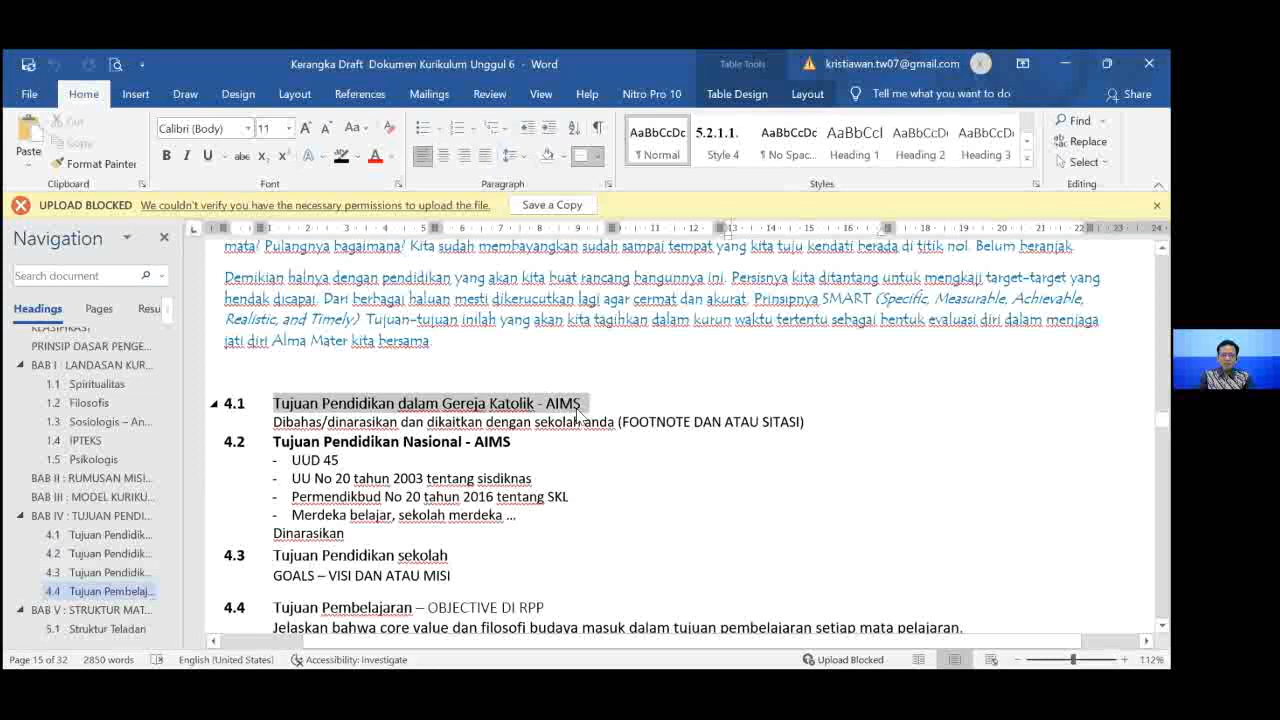 Kerangka Draft Dokumen Kurikulum Unggul 6 - Word
Table Tools
kristiawan.tw07@gmail.com
File Home Insert Draw Design Layout References Mailings Review View Help Nitro Pro 10 Table Design Layout Tell me what you want to do Share
Paste
Cut
Copy
Format Painter
Calibri (Body) 11
AaBbCcDc 5.2.1.1. AaBbCcDc AaBbCcI AaBbCcDc AaBbCcDc
¶ Normal Style 4 ¶ No Spac... Heading 1 Heading 2 Heading 3
Find
Replace
Select
Clipboard Font Paragraph Styles Editing
UPLOAD BLOCKED We couldn't verify you have the necessary permissions to upload the file. Save a Copy
Navigation
Search document
Headings Pages Resu
KLASIFIKASI
PRINSIP DASAR PENGE...
BAB I : LANDASAN KUR...
1.1 Spiritualitas
1.2 Filosofis
1.3 Sosiologis – An...
1.4 IPTEKS
1.5 Psikologis
BAB II : RUMUSAN MISI...
BAB III : MODEL KURIKU...
BAB IV : TUJUAN PENDI...
4.1 Tujuan Pendidik...
4.2 Tujuan Pendidik...
4.3 Tujuan Pendidik...
4.4 Tujuan Pembelaj...
BAB V : STRUKTUR MAT...
5.1 Struktur Teladan
mata? Pulangnya bagaimana? Kita sudah membayangkan sudah sampai tempat yang kita tuju kendati berada di titik nol. Belum beranjak.
Demikian halnya dengan pendidikan yang akan kita buat rancang bangunnya ini. Persisnya kita ditantang untuk mengkaji target-target yang
hendak dicapai. Dari berbagai haluan mesti dikerucutkan lagi agar cermat dan akurat. Prinsipnya SMART (Specific, Measurable, Achievable,
Realistic, and Timely) Tujuan-tujuan inilah yang akan kita tagihkan dalam kurun waktu tertentu sebagai bentuk evaluasi diri dalam menjaga
jati diri Alma Mater kita bersama.
4.1 Tujuan Pendidikan dalam Gereja Katolik - AIMS
Dibahas/dinarasikan dan dikaitkan dengan sekolah anda (FOOTNOTE DAN ATAU SITASI)
4.2 Tujuan Pendidikan Nasional - AIMS
- UUD 45
- UU No 20 tahun 2003 tentang sisdiknas
- Permendikbud No 20 tahun 2016 tentang SKL
- Merdeka belajar, sekolah merdeka ...
Dinarasikan
4.3 Tujuan Pendidikan sekolah
GOALS – VISI DAN ATAU MISI
4.4 Tujuan Pembelajaran – OBJECTIVE DI RPP
Jelaskan bahwa core value dan filosofi budaya masuk dalam tujuan pembelajaran setiap mata pelajaran.
Page 15 of 32 2850 words English (United States) Accessibility: Investigate Upload Blocked 112%